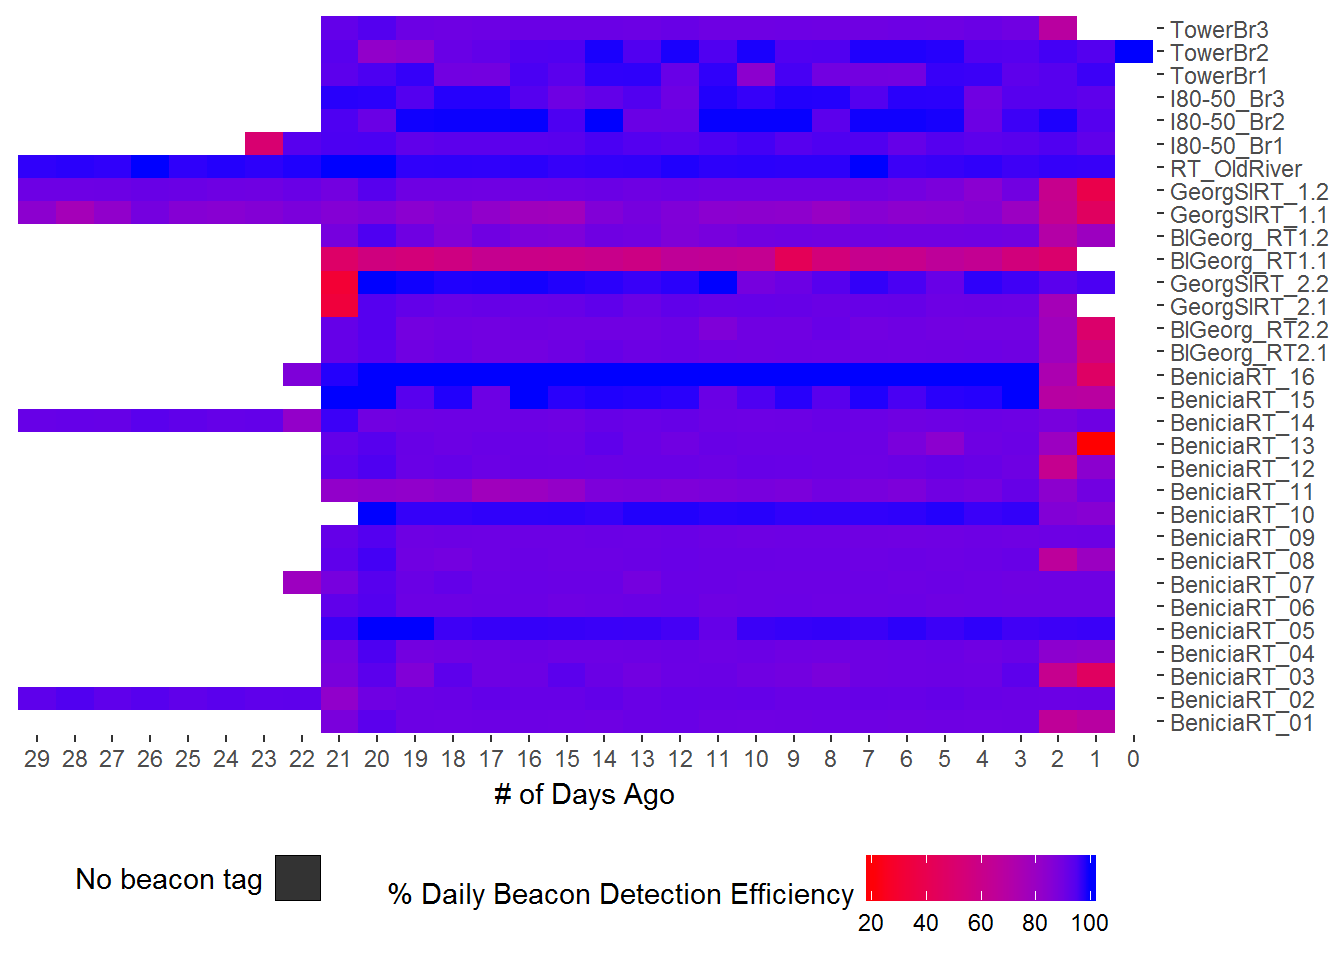 TowerBr3
TowerBr2
TowerBr1
I80-50_Br3
I80-50_Br2
I80-50_Br1
RT_OldRiver
GeorgSlRT_1.2
GeorgSlRT_1.1
BlGeorg_RT1.2
BlGeorg_RT1.1
GeorgSlRT_2.2
GeorgSlRT_2.1
BlGeorg_RT2.2
BlGeorg_RT2.1
BeniciaRT_16
BeniciaRT_15
BeniciaRT_14
BeniciaRT_13
BeniciaRT_12
BeniciaRT_11
BeniciaRT_10
BeniciaRT_09
BeniciaRT_08
BeniciaRT_07
BeniciaRT_06
BeniciaRT_05
BeniciaRT_04
BeniciaRT_03
BeniciaRT_02
BeniciaRT_01
29 28 27 26 25 24 23 22 21 20 19 18 17 16 15 14 13 12 11 10 9 8 7 6 5 4 3 2 1 0
# of Days Ago
No beacon tag
% Daily Beacon Detection Efficiency
20 40 60 80 100